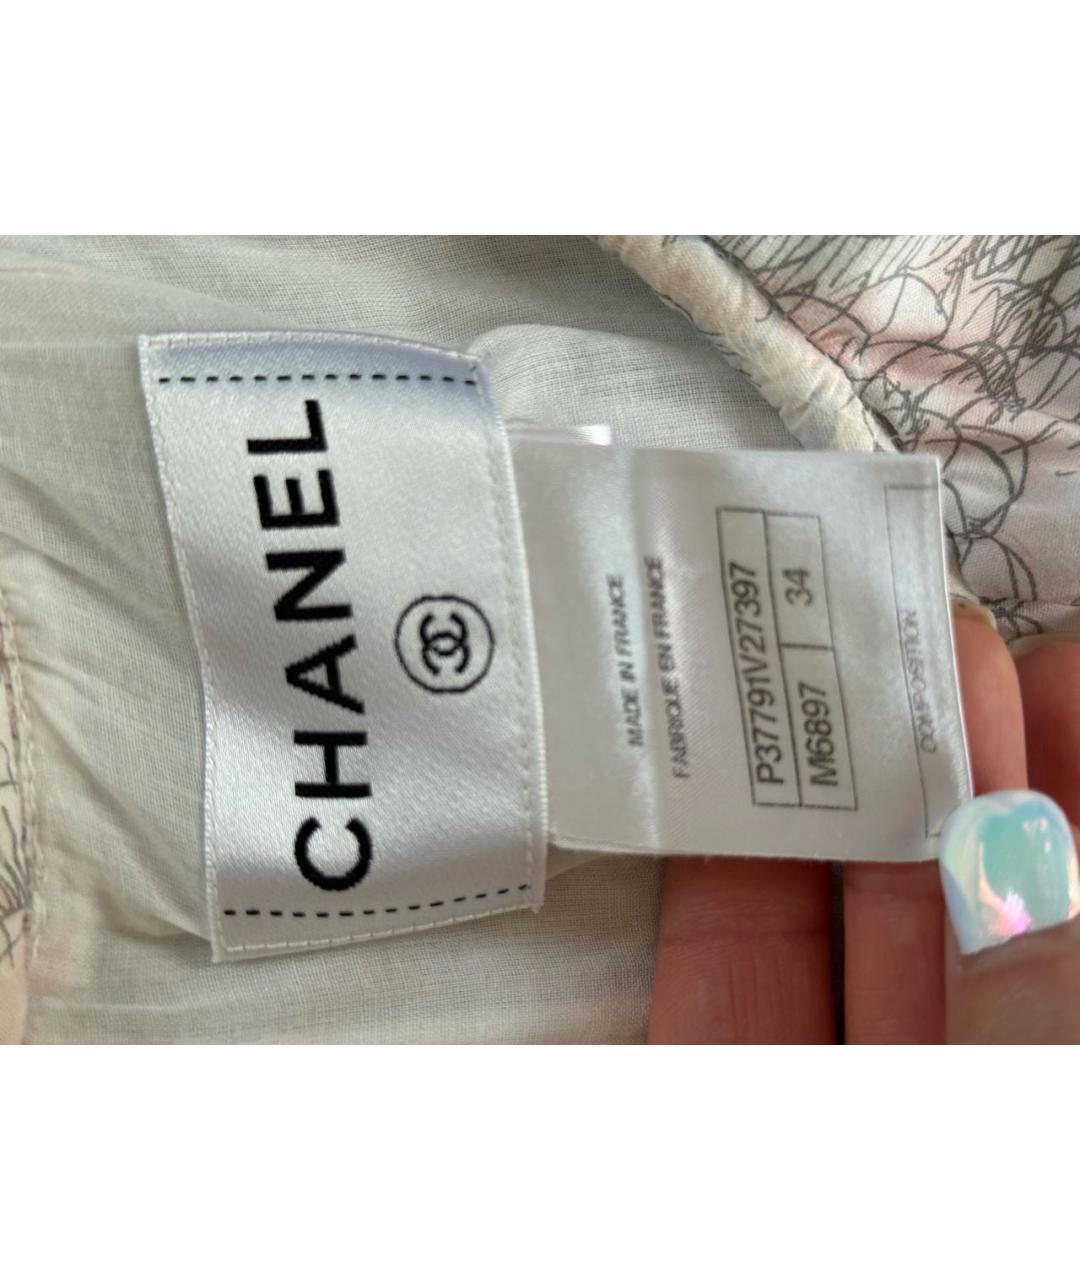 CHANEL
MADE IN FRANCE
FABRIQUE EN FRANCE
P37791V27397
M6897 34
COMPOSITION